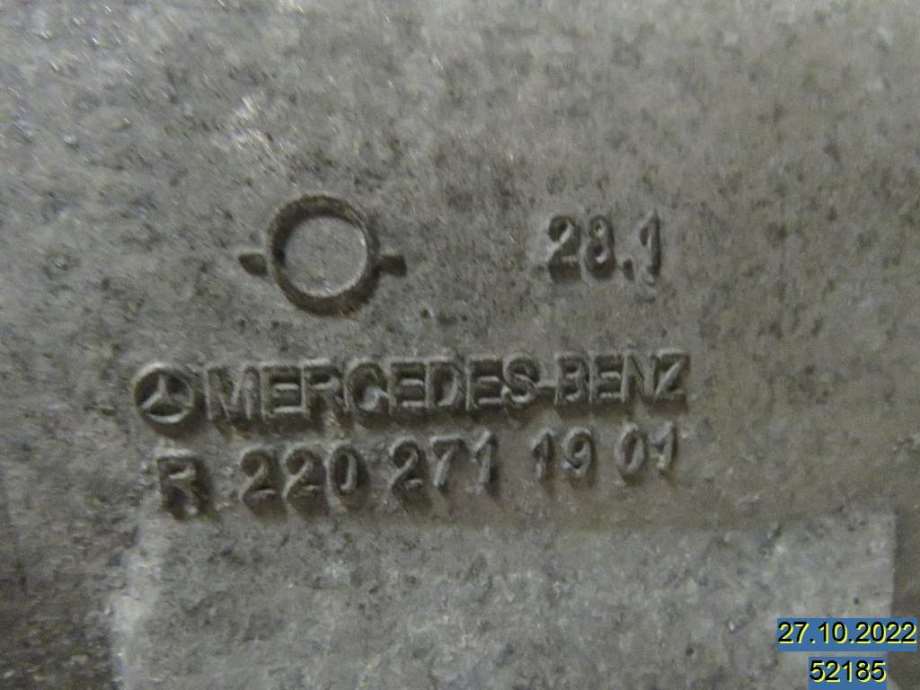 28.1
MERCEDES-BENZ
R 220 271 19 01
27.10.2022
52185